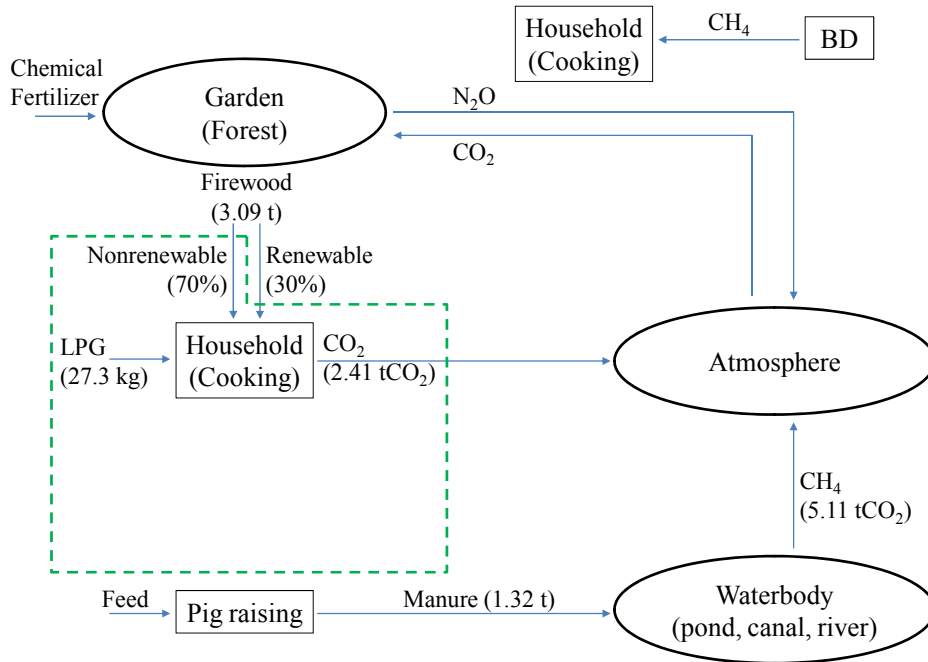 Household
(Cooking)
CH₄
BD
Chemical
Fertilizer
Garden
(Forest)
N₂O
CO₂
Firewood
(3.09 t)
Nonrenewable
(70%)
Renewable
(30%)
LPG
(27.3 kg)
Household
(Cooking)
CO₂
(2.41 tCO₂)
Atmosphere
CH₄
(5.11 tCO₂)
Feed
Pig raising
Manure (1.32 t)
Waterbody
(pond, canal, river)